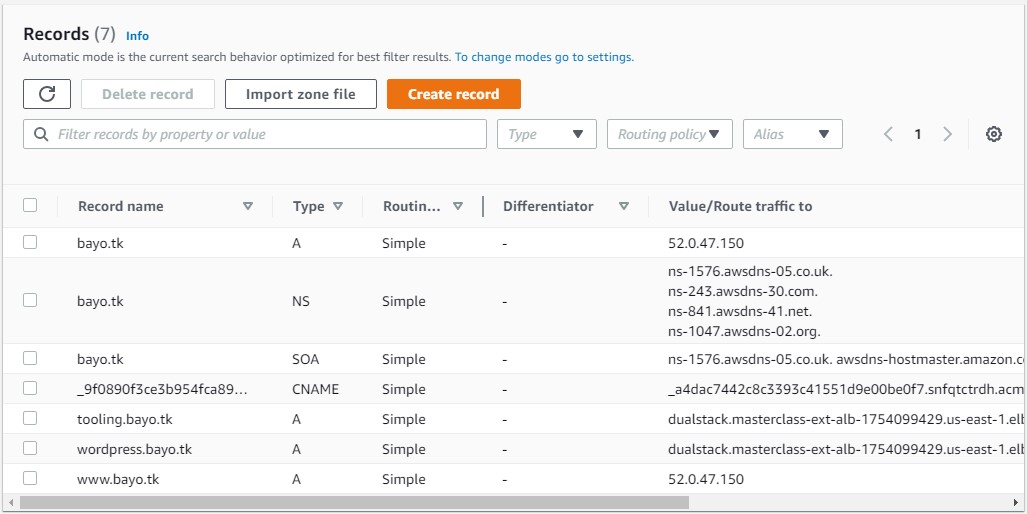 Records (7) Info
Automatic mode is the current search behavior optimized for best filter results. To change modes go to settings.
Delete record Import zone file Create record
Filter records by property or value Type Routing policy Alias 1
Record name Type Routin... Differentiator Value/Route traffic to
bayo.tk A Simple - 52.0.47.150
bayo.tk NS Simple - ns-1576.awsdns-05.co.uk.
ns-243.awsdns-30.com.
ns-841.awsdns-41.net.
ns-1047.awsdns-02.org.
bayo.tk SOA Simple - ns-1576.awsdns-05.co.uk. awsdns-hostmaster.amazon.c
_9f0890f3ce3b954fca89... CNAME Simple - _a4dac7442c8c3393c41551d9e00be0f7.snfqtctrdh.acm
tooling.bayo.tk A Simple - dualstack.masterclass-ext-alb-1754099429.us-east-1.elb
wordpress.bayo.tk A Simple - dualstack.masterclass-ext-alb-1754099429.us-east-1.elb
www.bayo.tk A Simple - 52.0.47.150